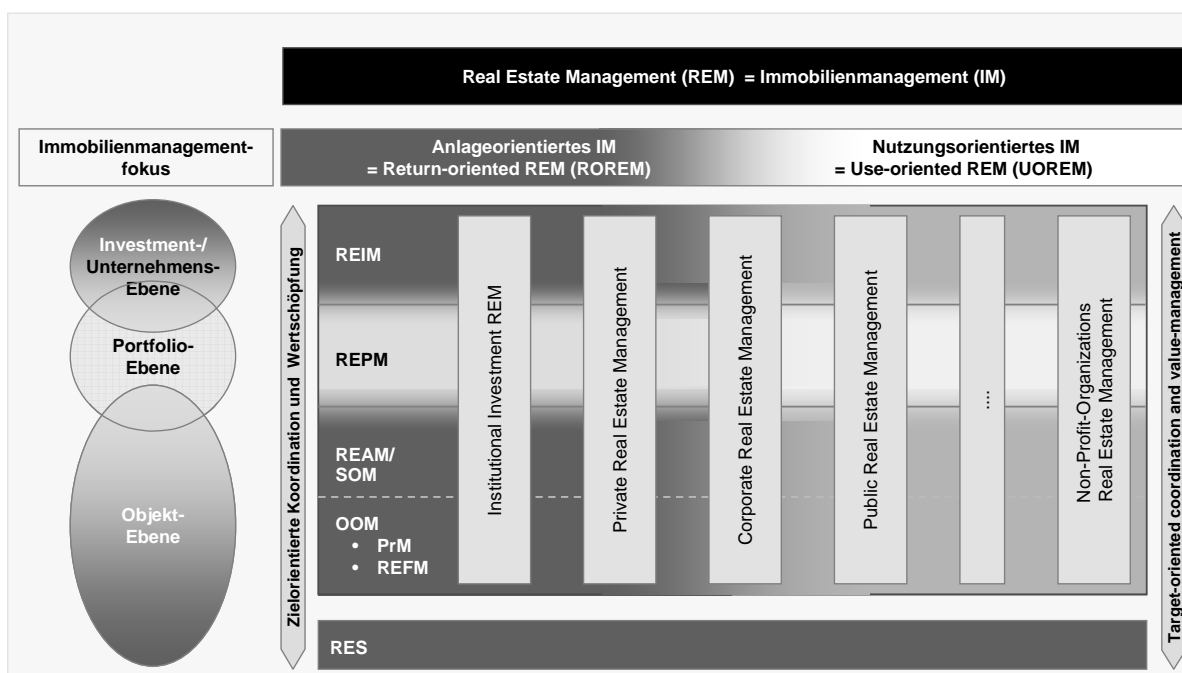 Real Estate Management (REM) = Immobilienmanagement (IM)
Immobilienmanagement-
fokus
Anlageorientiertes IM
= Return-oriented REM (ROREM)
Nutzungsorientiertes IM
= Use-oriented REM (UOREM)
Investment-/
Unternehmens-
Ebene
Portfolio-
Ebene
Objekt-
Ebene
Zielorientierte Koordination und Wertschöpfung
REIM
REPM
REAM/
SOM
OOM
• PrM
• REFM
Institutional Investment REM
Private Real Estate Management
Corporate Real Estate Management
Public Real Estate Management
....
Non-Profit-Organizations
Real Estate Management
Target-oriented coordination and value-management
RES